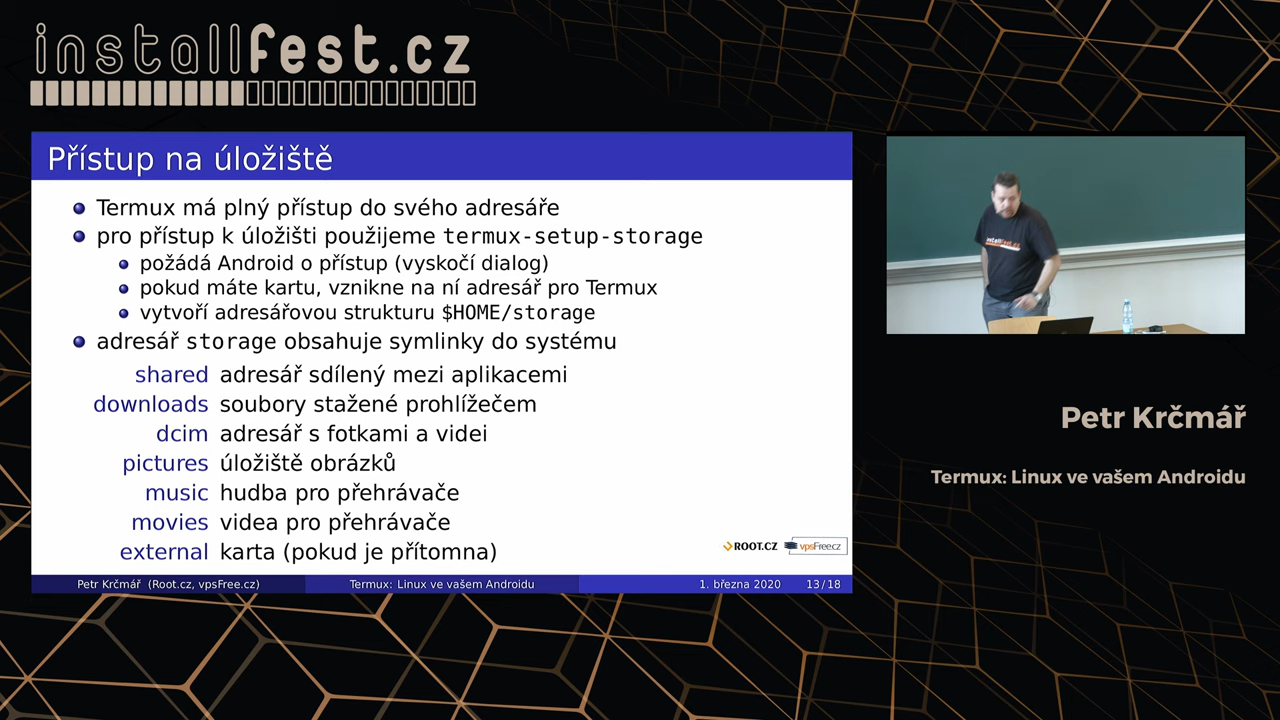 installfest.cz
Přístup na úložiště
Termux má plný přístup do svého adresáře
pro přístup k úložišti použijeme termux-setup-storage
požádá Android o přístup (vyskočí dialog)
pokud máte kartu, vznikne na ní adresář pro Termux
vytvoří adresářovou strukturu $HOME/storage
adresář storage obsahuje symlinky do systému
shared adresář sdílený mezi aplikacemi
downloads soubory stažené prohlížečem
dcim adresář s fotkami a videi
pictures úložiště obrázků
music hudba pro přehrávače
movies videa pro přehrávače
external karta (pokud je přítomna)
ROOT.CZ vpsFree.cz
Petr Krčmář (Root.cz, vpsFree.cz) Termux: Linux ve vašem Androidu 1. března 2020 13/18
installfest.cz
Petr Krčmář
Termux: Linux ve vašem Androidu